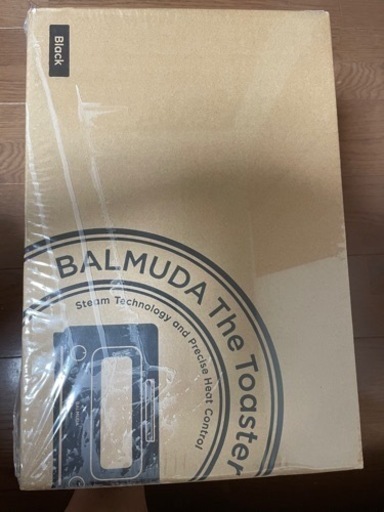 Black
BALMUDA The Toaster
Steam Technology and Precise Heat Control